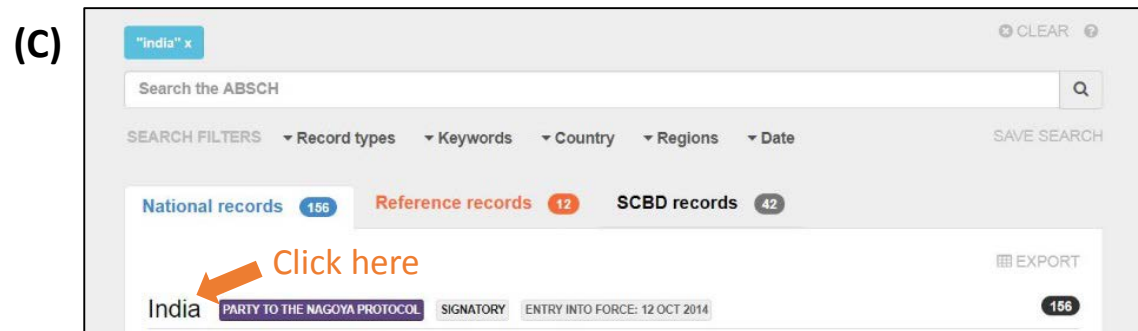 (C)
"india" x
CLEAR
Search the ABSCH
SEARCH FILTERS Record types Keywords Country Regions Date SAVE SEARCH
National records 156 Reference records 12 SCBD records 42
Click here
EXPORT
India PARTY TO THE NAGOYA PROTOCOL SIGNATORY ENTRY INTO FORCE: 12 OCT 2014 156